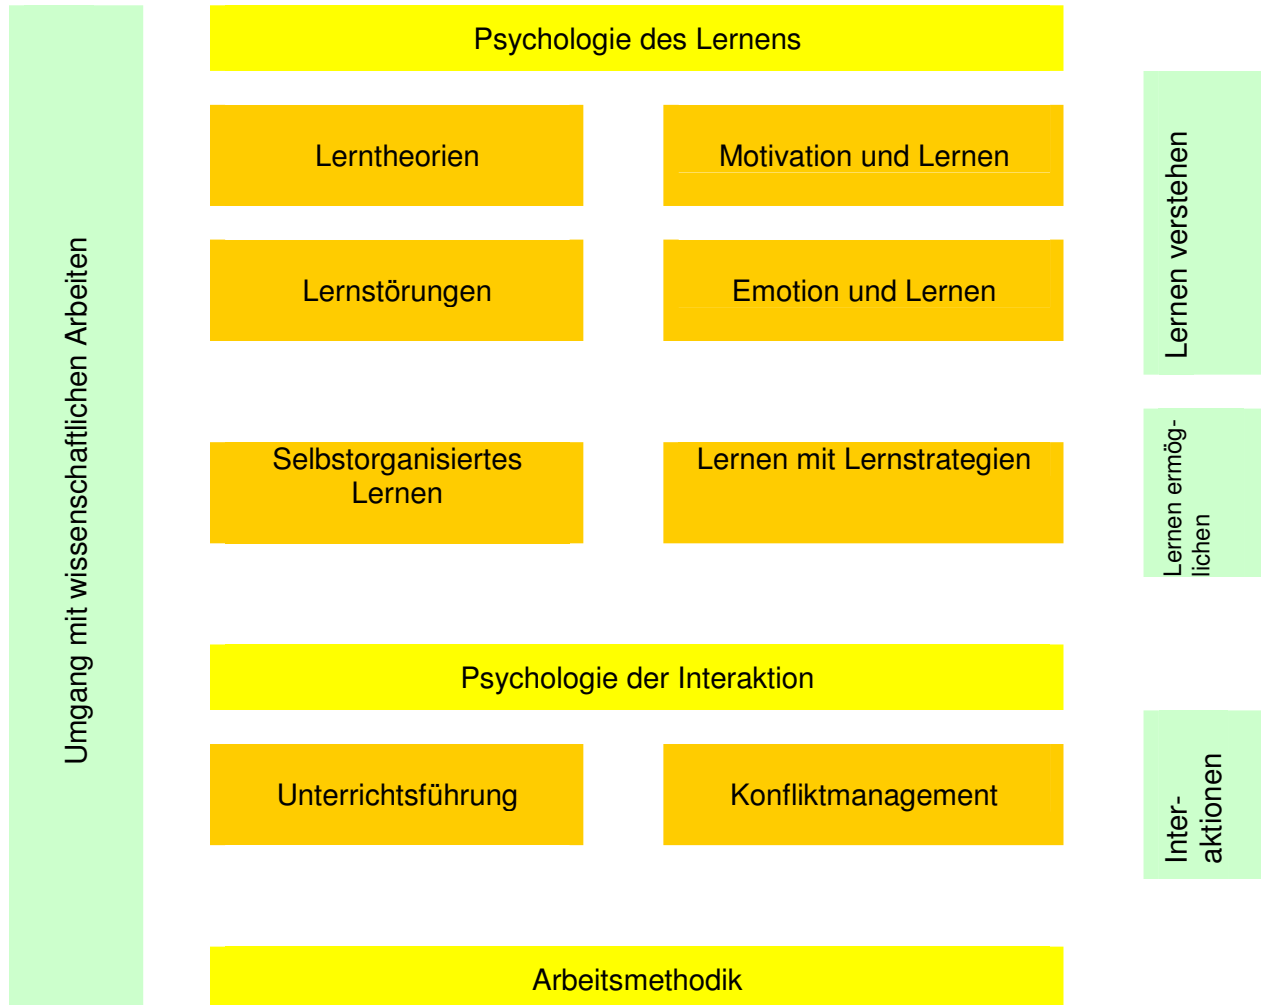 Umgang mit wissenschaftlichen Arbeiten
Psychologie des Lernens
Lerntheorien
Motivation und Lernen
Lernstörungen
Emotion und Lernen
Lernen verstehen
Selbstorganisiertes
Lernen
Lernen mit Lernstrategien
Lernen ermög-
lichen
Psychologie der Interaktion
Unterrichtsführung
Konfliktmanagement
Inter-
aktionen
Arbeitsmethodik